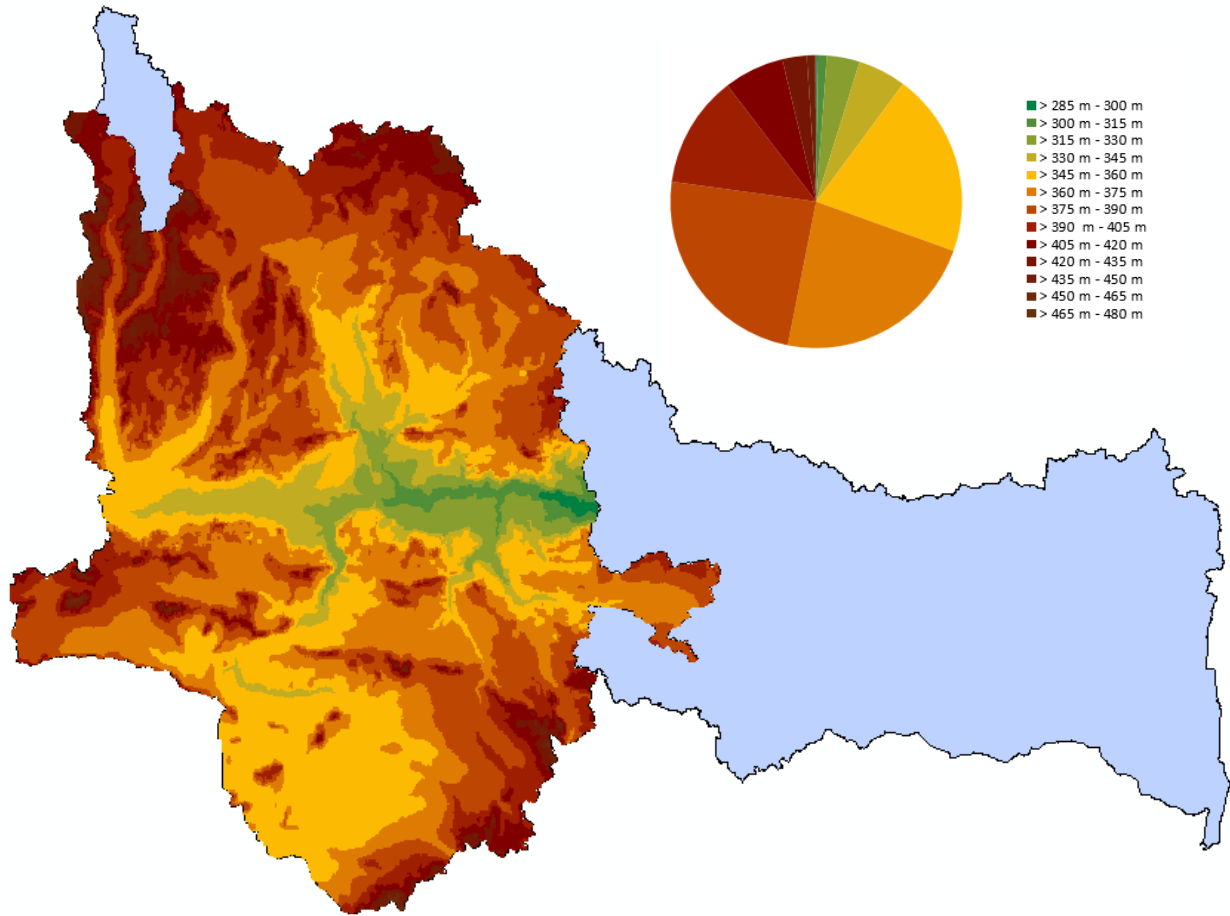 > 285 m - 300 m
> 300 m - 315 m
> 315 m - 330 m
> 330 m - 345 m
> 345 m - 360 m
> 360 m - 375 m
> 375 m - 390 m
> 390  m - 405 m
> 405 m - 420 m
> 420 m - 435 m
> 435 m - 450 m
> 450 m - 465 m
> 465 m - 480 m